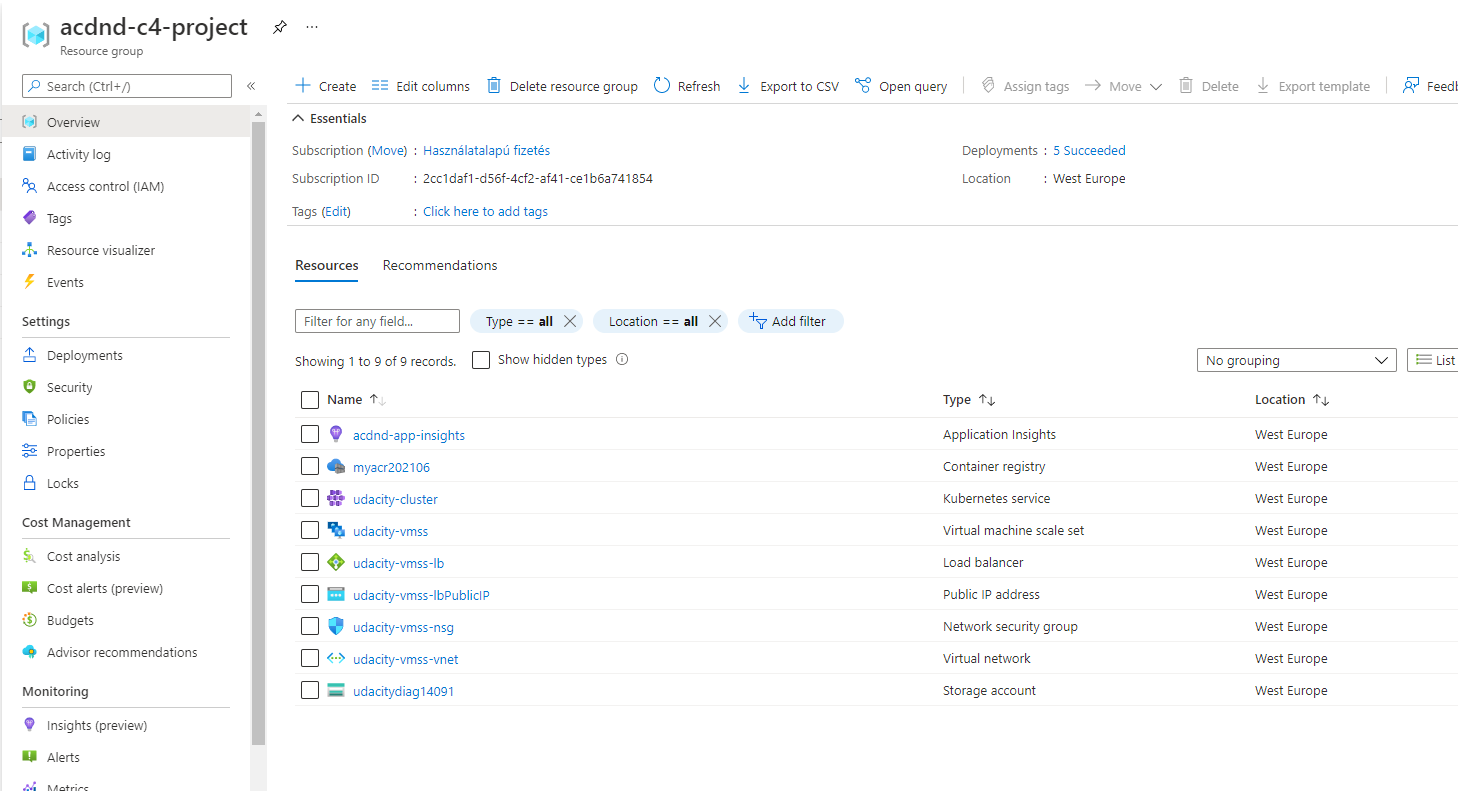 acdnd-c4-project
Resource group
Search (Ctrl+/)
Overview
Activity log
Access control (IAM)
Tags
Resource visualizer
Events
Settings
Deployments
Security
Policies
Properties
Locks
Cost Management
Cost analysis
Cost alerts (preview)
Budgets
Advisor recommendations
Monitoring
Insights (preview)
Alerts
Metrics
Create Edit columns Delete resource group Refresh Export to CSV Open query Assign tags Move Delete Export template Feedb
Essentials
Subscription (Move) : Használatalapú fizetés Deployments : 5 Succeeded
Subscription ID : 2cc1daf1-d56f-4cf2-af41-ce1b6a741854 Location : West Europe
Tags (Edit) : Click here to add tags
Resources Recommendations
Filter for any field... Type == all Location == all Add filter
Showing 1 to 9 of 9 records. Show hidden types No grouping List
Name Type Location
acdnd-app-insights Application Insights West Europe
myacr202106 Container registry West Europe
udacity-cluster Kubernetes service West Europe
udacity-vmss Virtual machine scale set West Europe
udacity-vmss-lb Load balancer West Europe
udacity-vmss-lbPublicIP Public IP address West Europe
udacity-vmss-nsg Network security group West Europe
udacity-vmss-vnet Virtual network West Europe
udacitydiag14091 Storage account West Europe